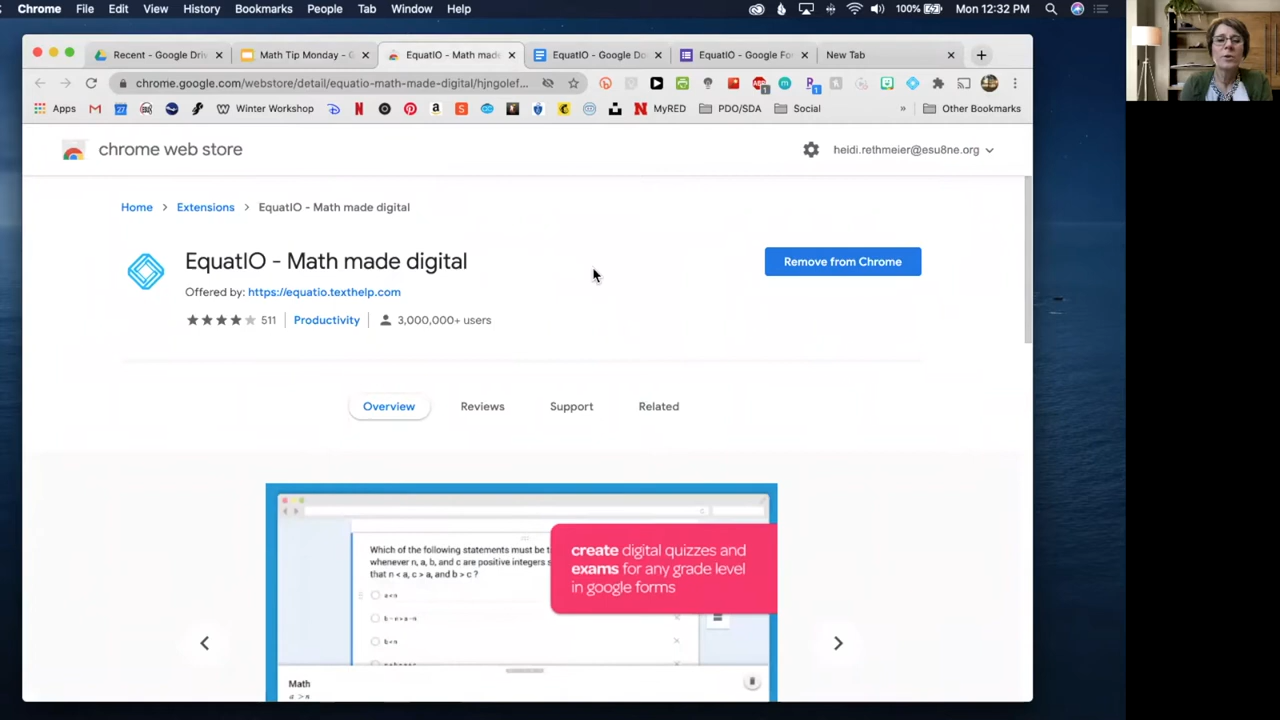 Chrome File Edit View History Bookmarks People Tab Window Help 100% Mon 12:32 PM
Recent - Google Driv Math Tip Monday - G EquatIO - Math made EquatIO - Google Do EquatIO - Google Fo New Tab
chrome.google.com/webstore/detail/equatio-math-made-digital/hjngolef...
Apps Winter Workshop MyRED PDO/SDA Social » Other Bookmarks
chrome web store heidi.rethmeier@esu8ne.org
Home > Extensions > EquatIO - Math made digital
EquatIO - Math made digital
Remove from Chrome
Offered by: https://equatio.texthelp.com
511 Productivity 3,000,000+ users
Overview Reviews Support Related
Which of the following statements must be t
whenever n, a, b, and c are positive integers s
that n < a, c > a, and b > c ?
a<n
b-n>a-n
b<n
create digital quizzes and
exams for any grade level
in google forms
Math
a > n